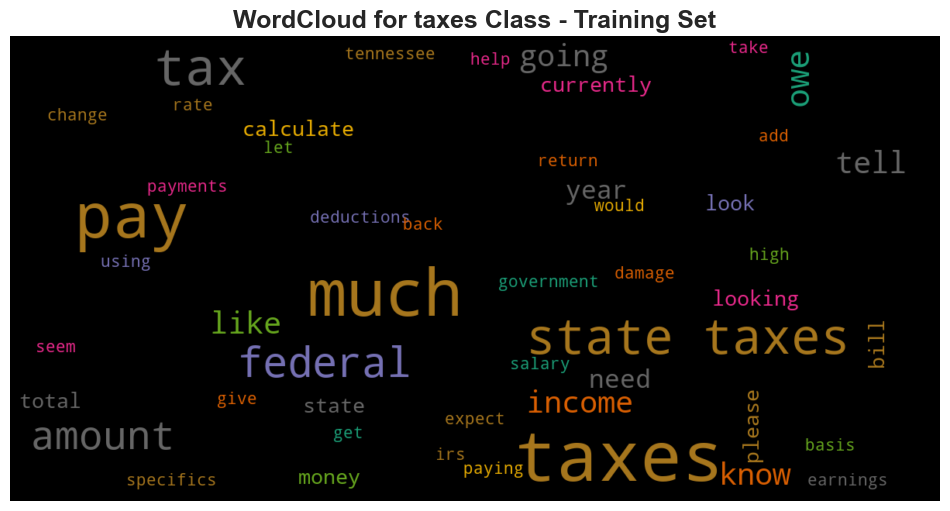 WordCloud for taxes Class - Training Set
tax
tennessee
help
going
take
currently
owe
change
rate
calculate
let
add
return
tell
payments
year
would
look
pay
deductions
back
using
government
damage
high
much
looking
like
state taxes
bill
seem
federal
salary
need
total
give
state
income
please
amount
get
expect
basis
irs
taxes
paying
know
specifics
money
earnings